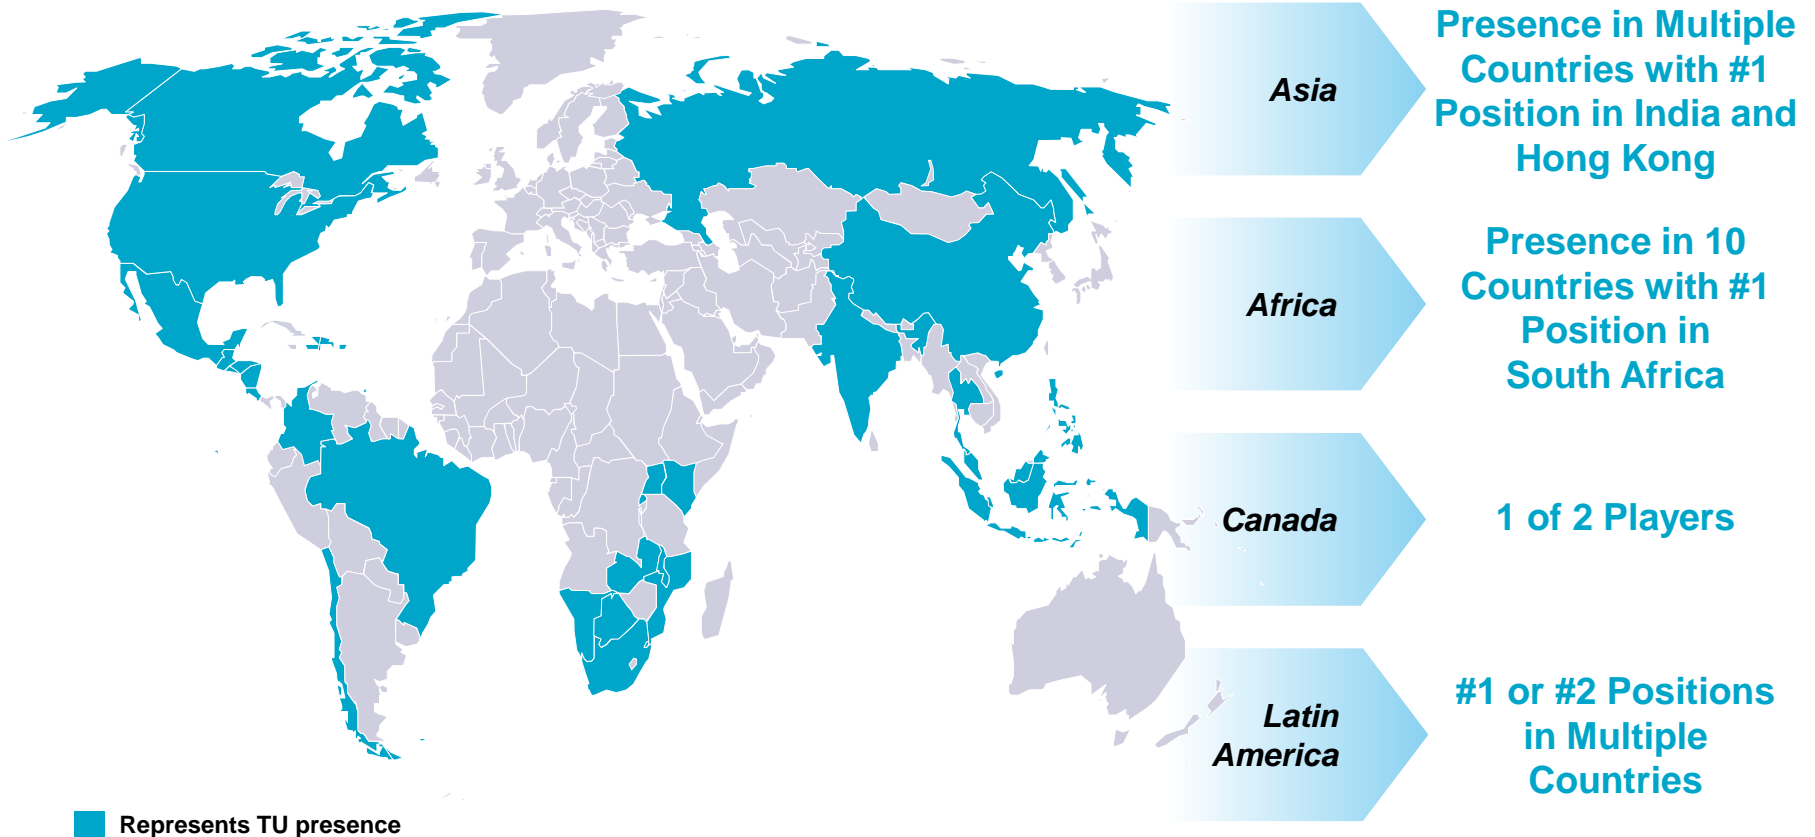 Asia
Presence in Multiple
Countries with #1
Position in India and
Hong Kong
Africa
Presence in 10
Countries with #1
Position in
South Africa
Canada
1 of 2 Players
Latin
America
#1 or #2 Positions
in Multiple
Countries
Represents TU presence